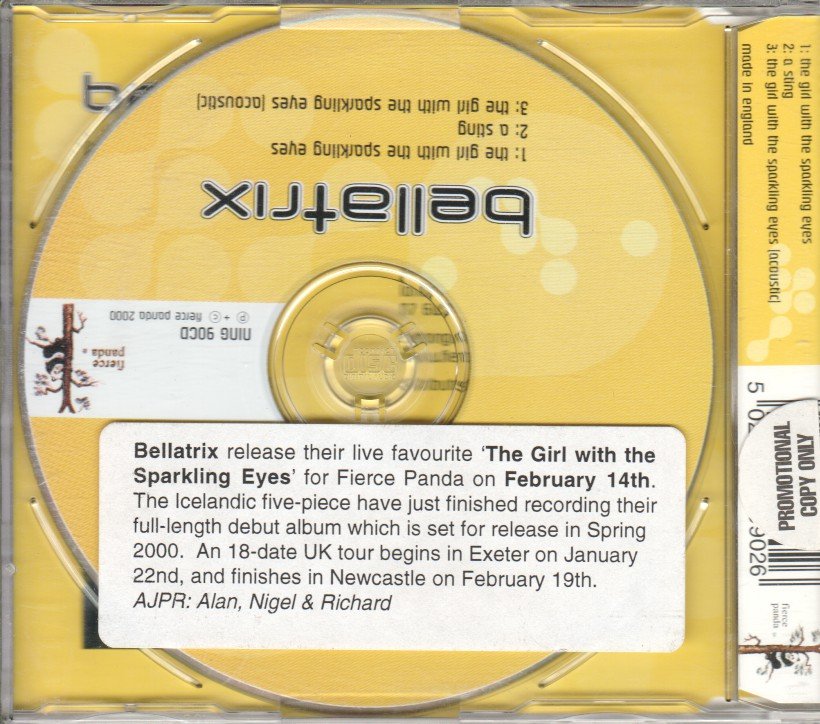 bellatrix
1: the girl with the sparkling eyes
2: a sting
3: the girl with the sparkling eyes [acoustic]
NING 90CD
℗ + © fierce panda 2000
fierce
panda ®
Bellatrix release their live favourite ‘The Girl with the
Sparkling Eyes’ for Fierce Panda on February 14th.
The Icelandic five-piece have just finished recording their
full-length debut album which is set for release in Spring
2000. An 18-date UK tour begins in Exeter on January
22nd, and finishes in Newcastle on February 19th.
AJPR: Alan, Nigel & Richard
1: the girl with the sparkling eyes
2: a sting
3: the girl with the sparkling eyes [acoustic]
made in england
PROMOTIONAL
COPY ONLY
9026
fierce
panda ®